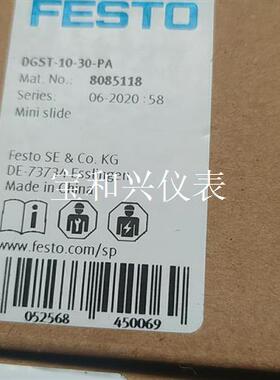 FESTO
DGST-10-30-PA
Mat. No.: 8085118
Series. 06-2020 :58
Mini slide
宝和兴仪表
Festo SE & Co. KG
DE-73734 Esslingen
Made in China
www.festo.com/sp
052568 450069